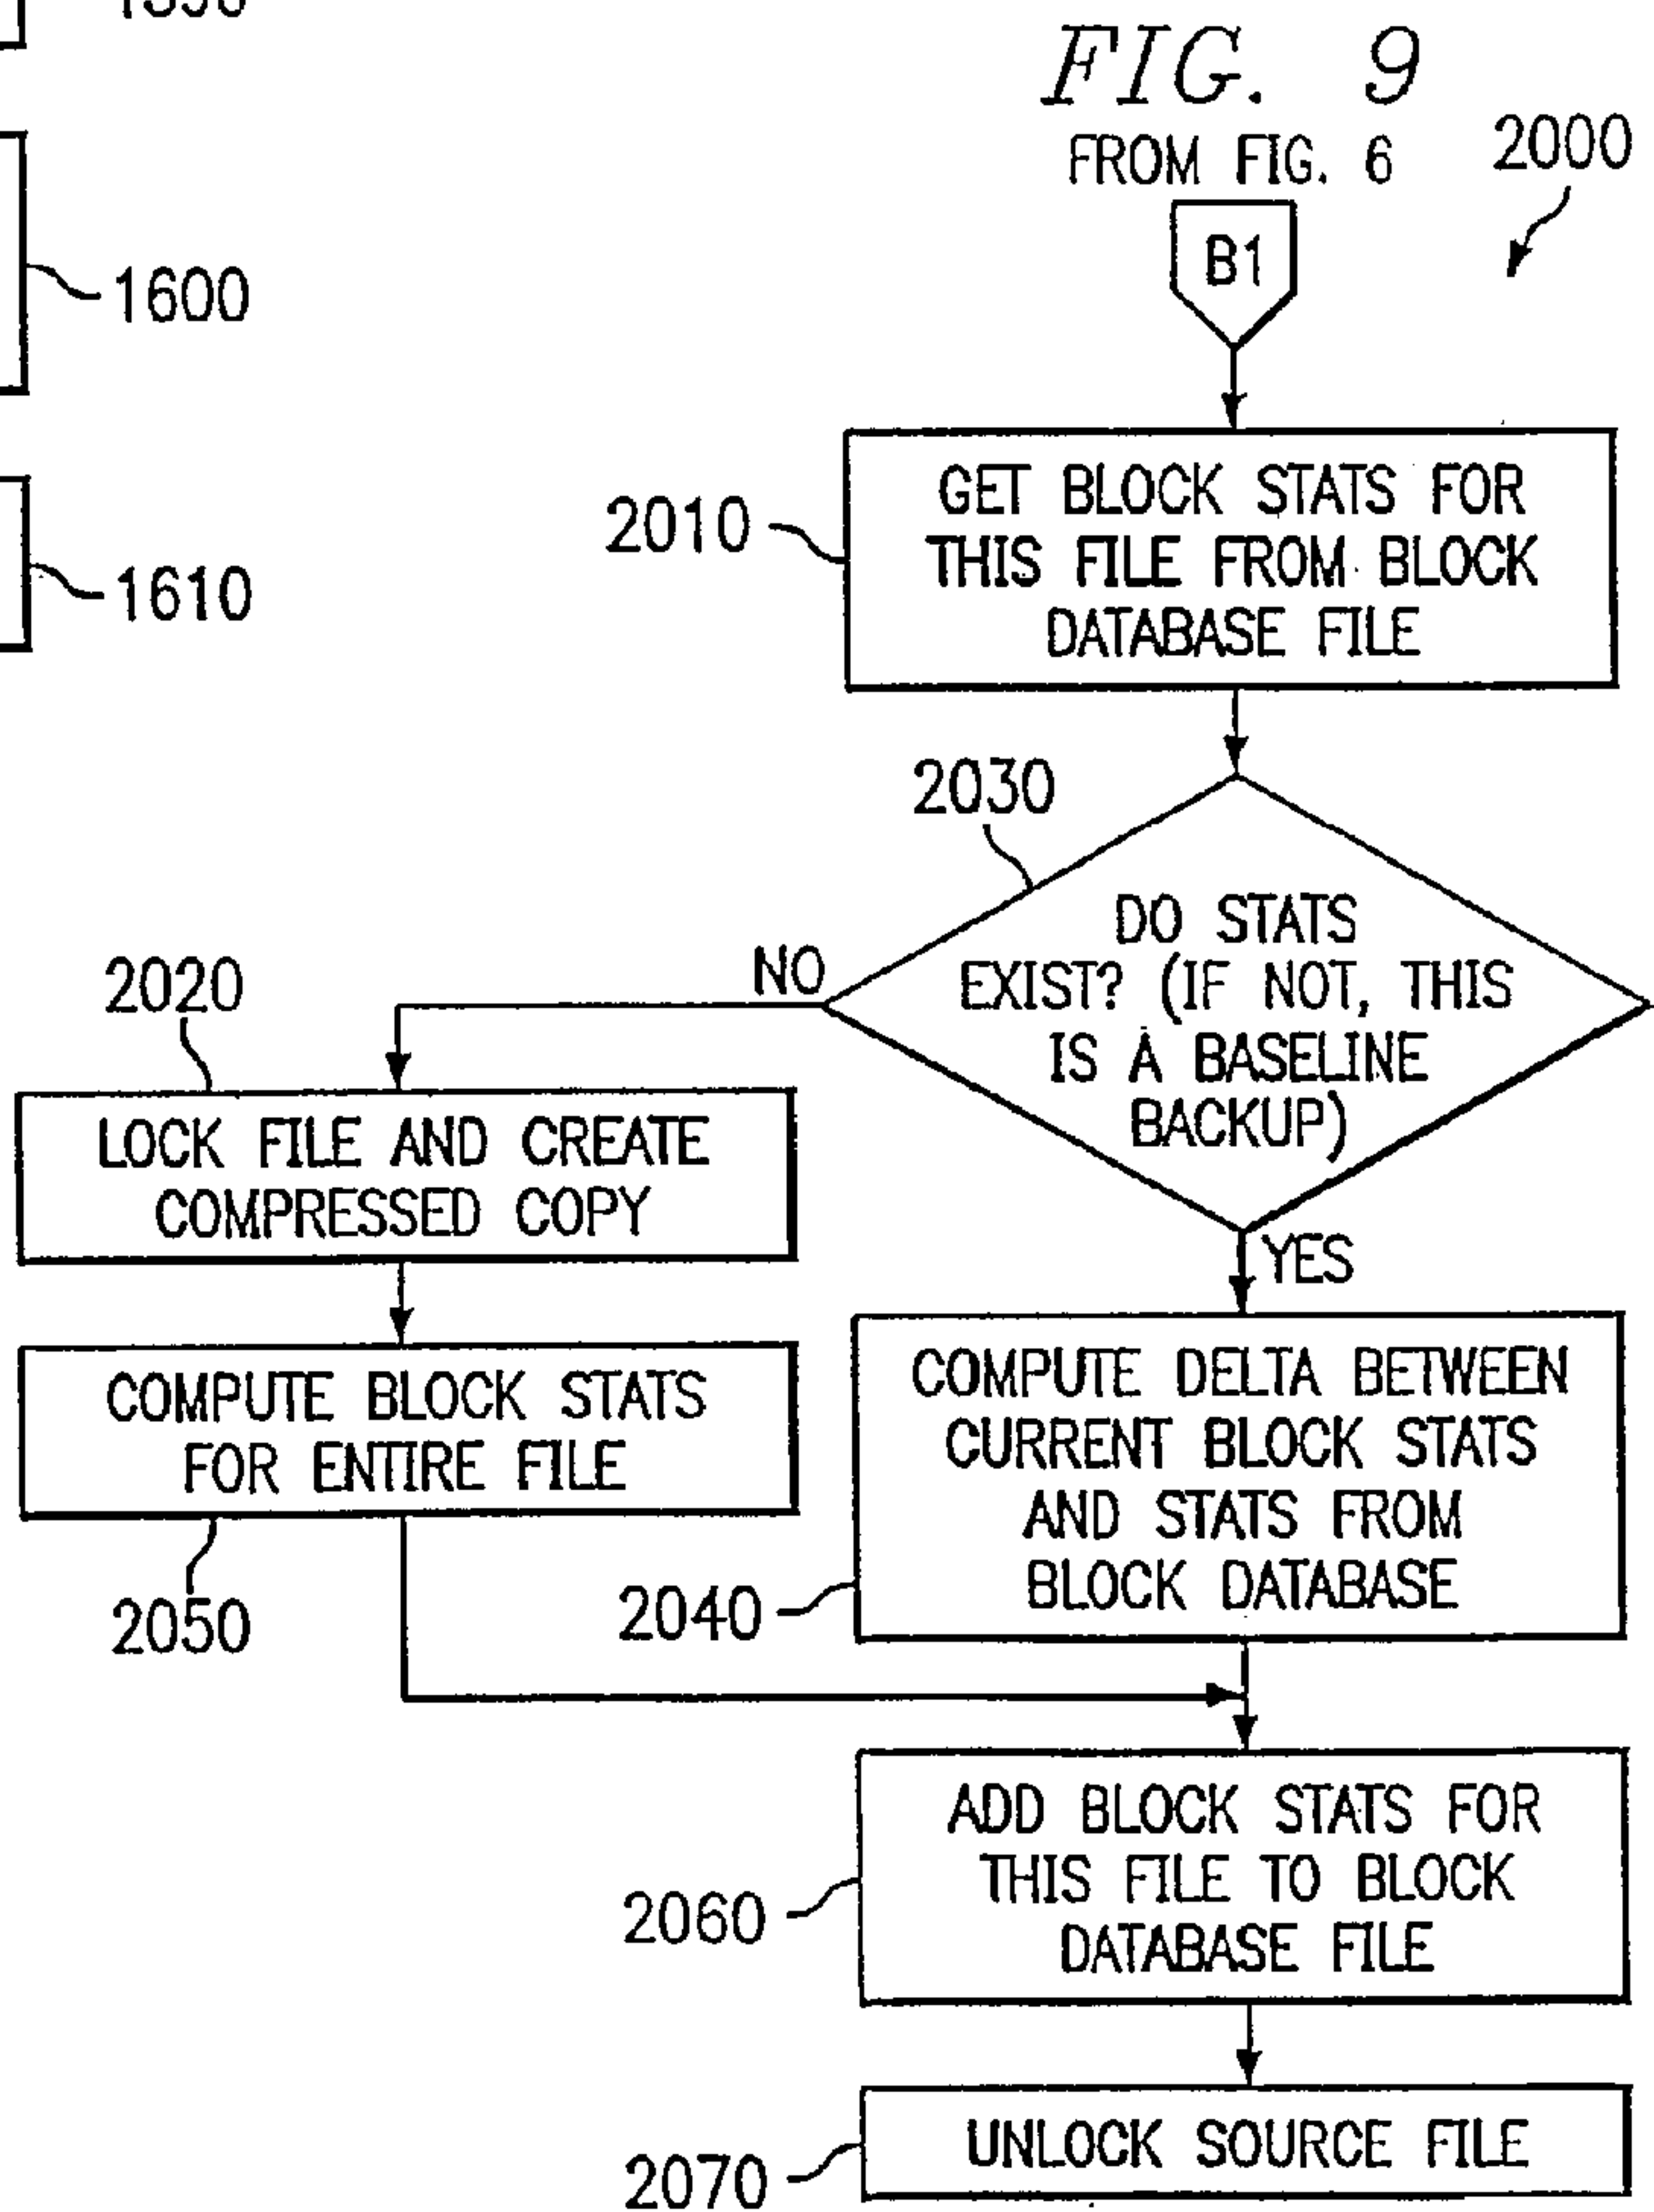 FIG. 9
FROM FIG. 6
2000
B1
1600
1610
2010
GET BLOCK STATS FOR
THIS FILE FROM BLOCK
DATABASE FILE
2030
DO STATS
EXIST? (IF NOT, THIS
IS A BASELINE
BACKUP)
NO
YES
2020
LOCK FILE AND CREATE
COMPRESSED COPY
COMPUTE BLOCK STATS
FOR ENTIRE FILE
2050
COMPUTE DELTA BETWEEN
CURRENT BLOCK STATS
AND STATS FROM
BLOCK DATABASE
2040
ADD BLOCK STATS FOR
THIS FILE TO BLOCK
DATABASE FILE
2060
UNLOCK SOURCE FILE
2070